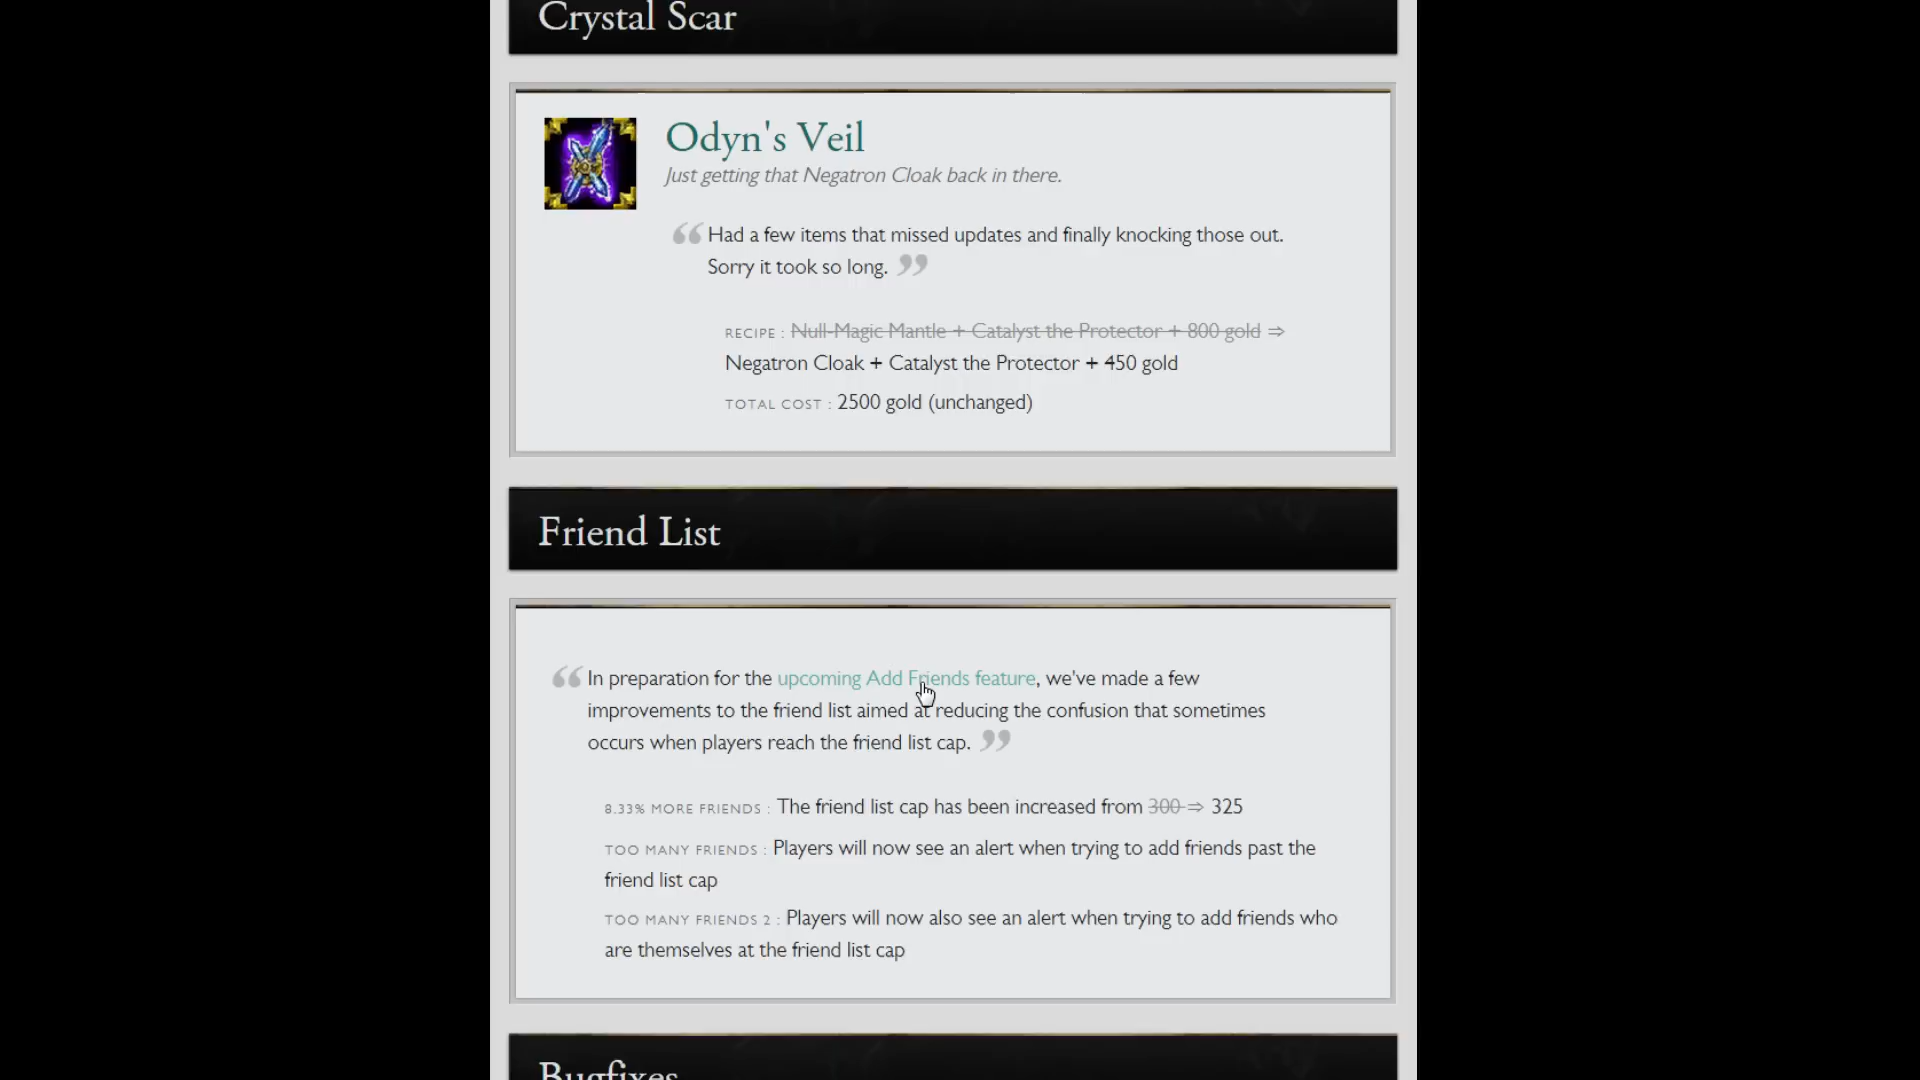 Crystal Scar
Odyn's Veil
Just getting that Negatron Cloak back in there.
“ Had a few items that missed updates and finally knocking those out.
Sorry it took so long. ”
RECIPE : Null-Magic Mantle + Catalyst the Protector + 800 gold ⇒
Negatron Cloak + Catalyst the Protector + 450 gold
TOTAL COST : 2500 gold (unchanged)
Friend List
“ In preparation for the upcoming Add Friends feature, we've made a few
improvements to the friend list aimed at reducing the confusion that sometimes
occurs when players reach the friend list cap. ”
8.33% MORE FRIENDS : The friend list cap has been increased from 300 ⇒ 325
TOO MANY FRIENDS : Players will now see an alert when trying to add friends past the
friend list cap
TOO MANY FRIENDS 2 : Players will now also see an alert when trying to add friends who
are themselves at the friend list cap
Bugfixes